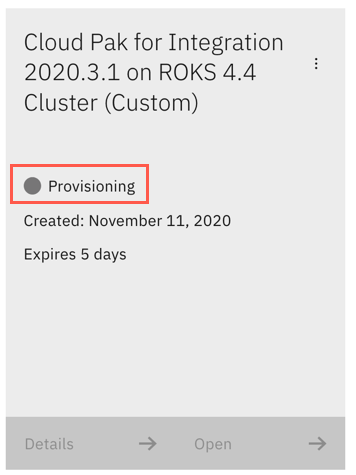 Cloud Pak for Integration
2020.3.1 on ROKS 4.4
Cluster (Custom)
Provisioning
Created: November 11, 2020
Expires 5 days
Details
Open